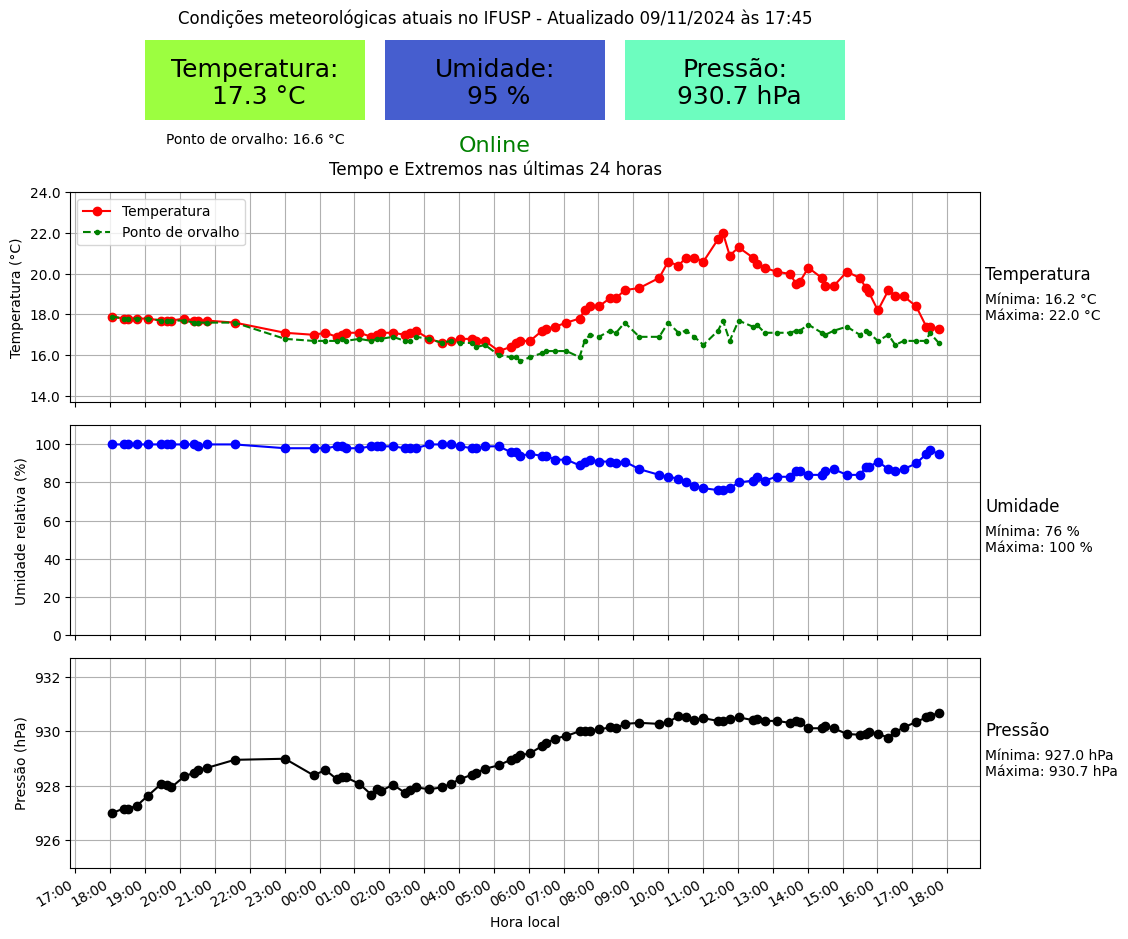 Condições meteorológicas atuais no IFUSP - Atualizado 09/11/2024 às 17:45
Temperatura:
17.3 °C
Umidade:
95 %
Pressão:
930.7 hPa
Ponto de orvalho: 16.6 °C
Online
Tempo e Extremos nas últimas 24 horas
Temperatura (°C)
24.0
22.0
20.0
18.0
16.0
14.0
Temperatura
Ponto de orvalho
Temperatura
Mínima: 16.2 °C
Máxima: 22.0 °C
Umidade relativa (%)
100
80
60
40
20
0
Umidade
Mínima: 76 %
Máxima: 100 %
Pressão (hPa)
932
930
928
926
Pressão
Mínima: 927.0 hPa
Máxima: 930.7 hPa
17:00 18:00 19:00 20:00 21:00 22:00 23:00 00:00 01:00 02:00 03:00 04:00 05:00 06:00 07:00 08:00 09:00 10:00 11:00 12:00 13:00 14:00 15:00 16:00 17:00 18:00
Hora local